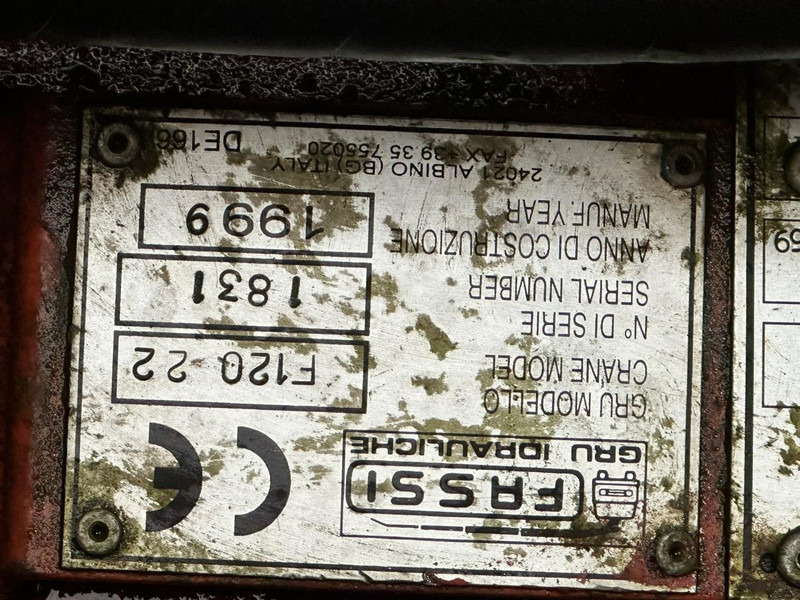 FASSI
GRU IDRAULICHE
CE
GRU MODELLO
CRANE MODEL
F120 22
N° DI SERIE
SERIAL NUMBER
1831
ANNO DI COSTRUZIONE
MANUF. YEAR
1999
24021 ALBINO (BG) ITALY
FAX +39 35 755020
DE166
59